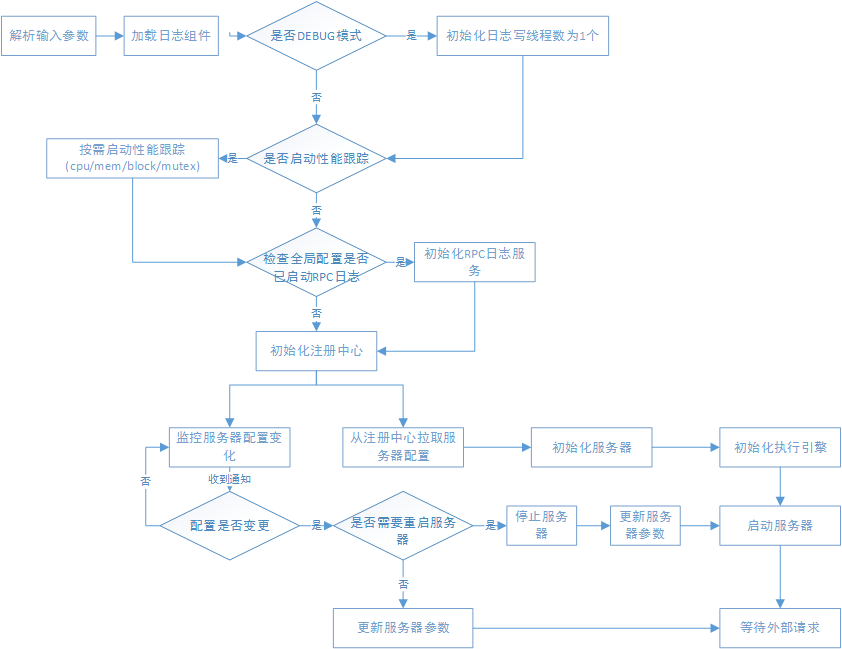 解析输入参数
加载日志组件
是否DEBUG模式
是
初始化日志写线程数为1个
否
按需启动性能跟踪
(cpu/mem/block/mutex)
是
是否启动性能跟踪
否
检查全局配置是否
已启动RPC日志
是
初始化RPC日志服
务
否
初始化注册中心
监控服务器配置变
化
从注册中心拉取服
务器配置
初始化服务器
初始化执行引擎
收到通知
否
配置是否变更
是
是否需要重启服务
器
是
停止服务
器
更新服务
器参数
启动服务器
否
更新服务器参数
等待外部请求